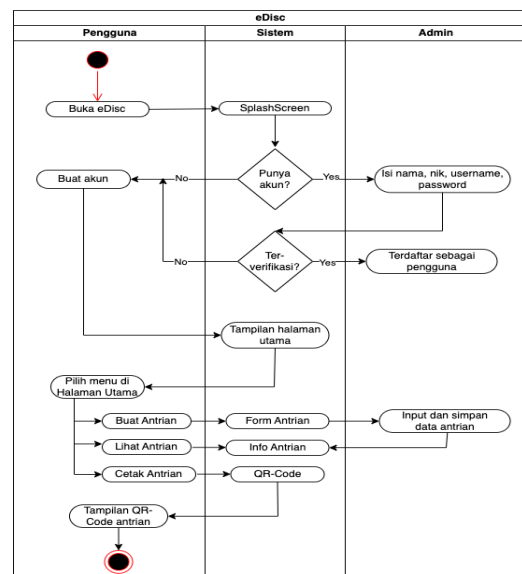 eDisc
Pengguna
Sistem
Admin
Buka eDisc
SplashScreen
Buat akun
No
Punya
akun?
Yes
Isi nama, nik, username,
password
No
Ter-
verifikasi?
Yes
Terdaftar sebagai
pengguna
Tampilan halaman
utama
Pilih menu di
Halaman Utama
Buat Antrian
Form Antrian
Input dan simpan
data antrian
Lihat Antrian
Info Antrian
Cetak Antrian
QR-Code
Tampilan QR-
Code antrian